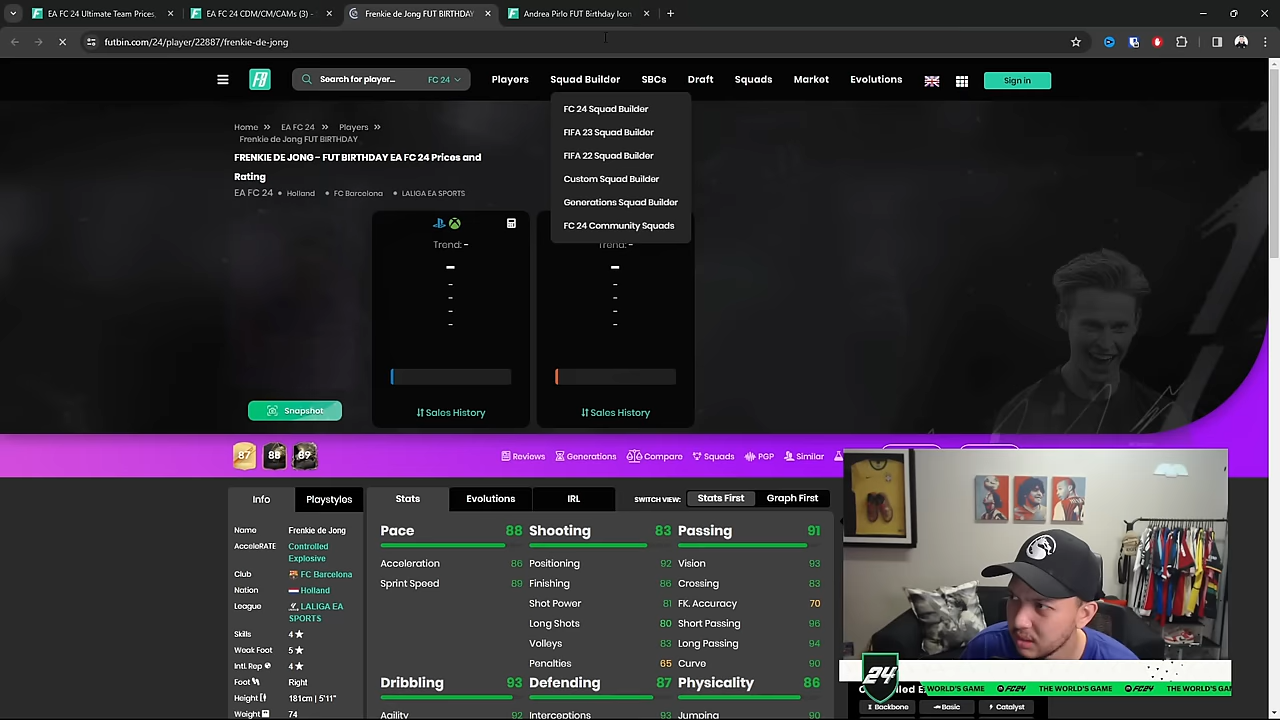 EA FC 24 Ultimate Team Prices,
EA FC 24 CDM/CM/CAMs (3) -
Frenkie de Jong FUT BIRTHDAY
Andrea Pirlo FUT Birthday Icon
futbin.com/24/player/22887/frenkie-de-jong
FB
Search for player...
FC 24
Players
Squad Builder
SBCs
Draft
Squads
Market
Evolutions
Sign in
FC 24 Squad Builder
FIFA 23 Squad Builder
FIFA 22 Squad Builder
Custom Squad Builder
Generations Squad Builder
FC 24 Community Squads
Home » EA FC 24 » Players »
Frenkie de Jong FUT BIRTHDAY
FRENKIE DE JONG - FUT BIRTHDAY EA FC 24 Prices and
Rating
EA FC 24 • Holland • FC Barcelona • LALIGA EA SPORTS
Trend: -
-
-
-
-
-
Sales History
Trend: -
-
-
-
-
-
Sales History
Snapshot
87 88 89
Reviews Generations Compare Squads PGP Similar
Info Playstyles
Name Frenkie de Jong
AcceleRATE Controlled
Explosive
Club FC Barcelona
Nation Holland
League LALIGA EA
SPORTS
Skills 4★
Weak Foot 5★
Intl. Rep 4★
Foot Right
Height 181cm | 5'11"
Weight 74
Stats Evolutions IRL
SWITCH VIEW: Stats First Graph First
Pace 88
Acceleration 86
Sprint Speed 89
Shooting 83
Positioning 92
Finishing 86
Shot Power 81
Long Shots 80
Volleys 83
Penalties 65
Passing 91
Vision 93
Crossing 83
FK. Accuracy 70
Short Passing 96
Long Passing 94
Curve 90
Dribbling 93
Agility 92
Defending 87
Interceptions 93
Physicality 86
Jumping 90
24
WORLD'S GAME FC24 THE WORLD'S GAME FC24 THE WORLD'S GAM
Backbone Basic Catalyst